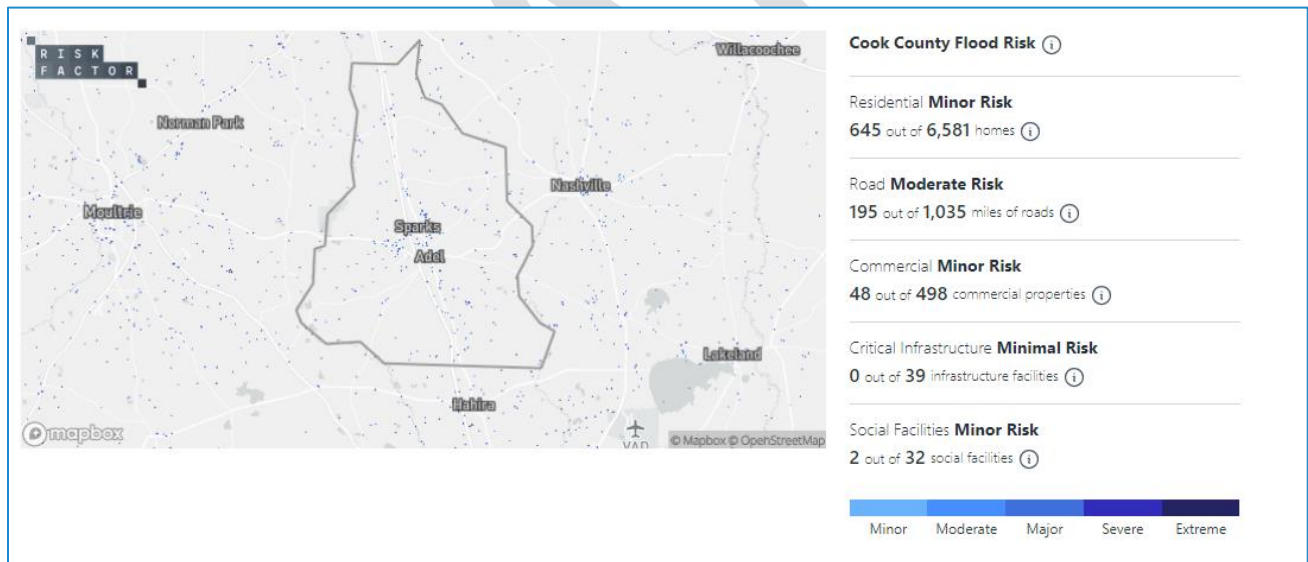 RISK
FACTOR
Willacoochee
Norman Park
Nashville
Moultrie
Sparks
Adel
Lakeland
Hahira
VAD
mapbox
© Mapbox © OpenStreetMap
Cook County Flood Risk
Residential Minor Risk
645 out of 6,581 homes
Road Moderate Risk
195 out of 1,035 miles of roads
Commercial Minor Risk
48 out of 498 commercial properties
Critical Infrastructure Minimal Risk
0 out of 39 infrastructure facilities
Social Facilities Minor Risk
2 out of 32 social facilities
Minor Moderate Major Severe Extreme